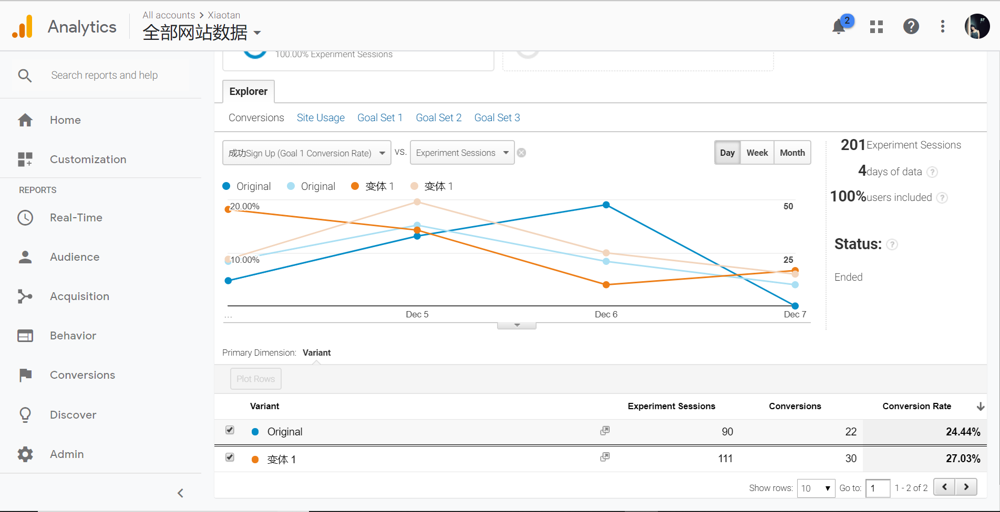 Analytics
All accounts > Xiaotan
全部网站数据
2
Search reports and help
Home
Customization
REPORTS
Real-Time
Audience
Acquisition
Behavior
Conversions
Discover
Admin
100.00% Experiment Sessions
Explorer
Conversions Site Usage Goal Set 1 Goal Set 2 Goal Set 3
成功Sign Up (Goal 1 Conversion Rate) VS. Experiment Sessions
Day Week Month
Original Original 变体 1 变体 1
20.00% 50
10.00% 25
... Dec 5 Dec 6 Dec 7
201 Experiment Sessions
4 days of data ?
100% users included ?
Status: ?
Ended
Primary Dimension: Variant
Plot Rows
Variant Experiment Sessions Conversions Conversion Rate
Original 90 22 24.44%
变体 1 111 30 27.03%
Show rows: 10 Go to: 1 1 - 2 of 2